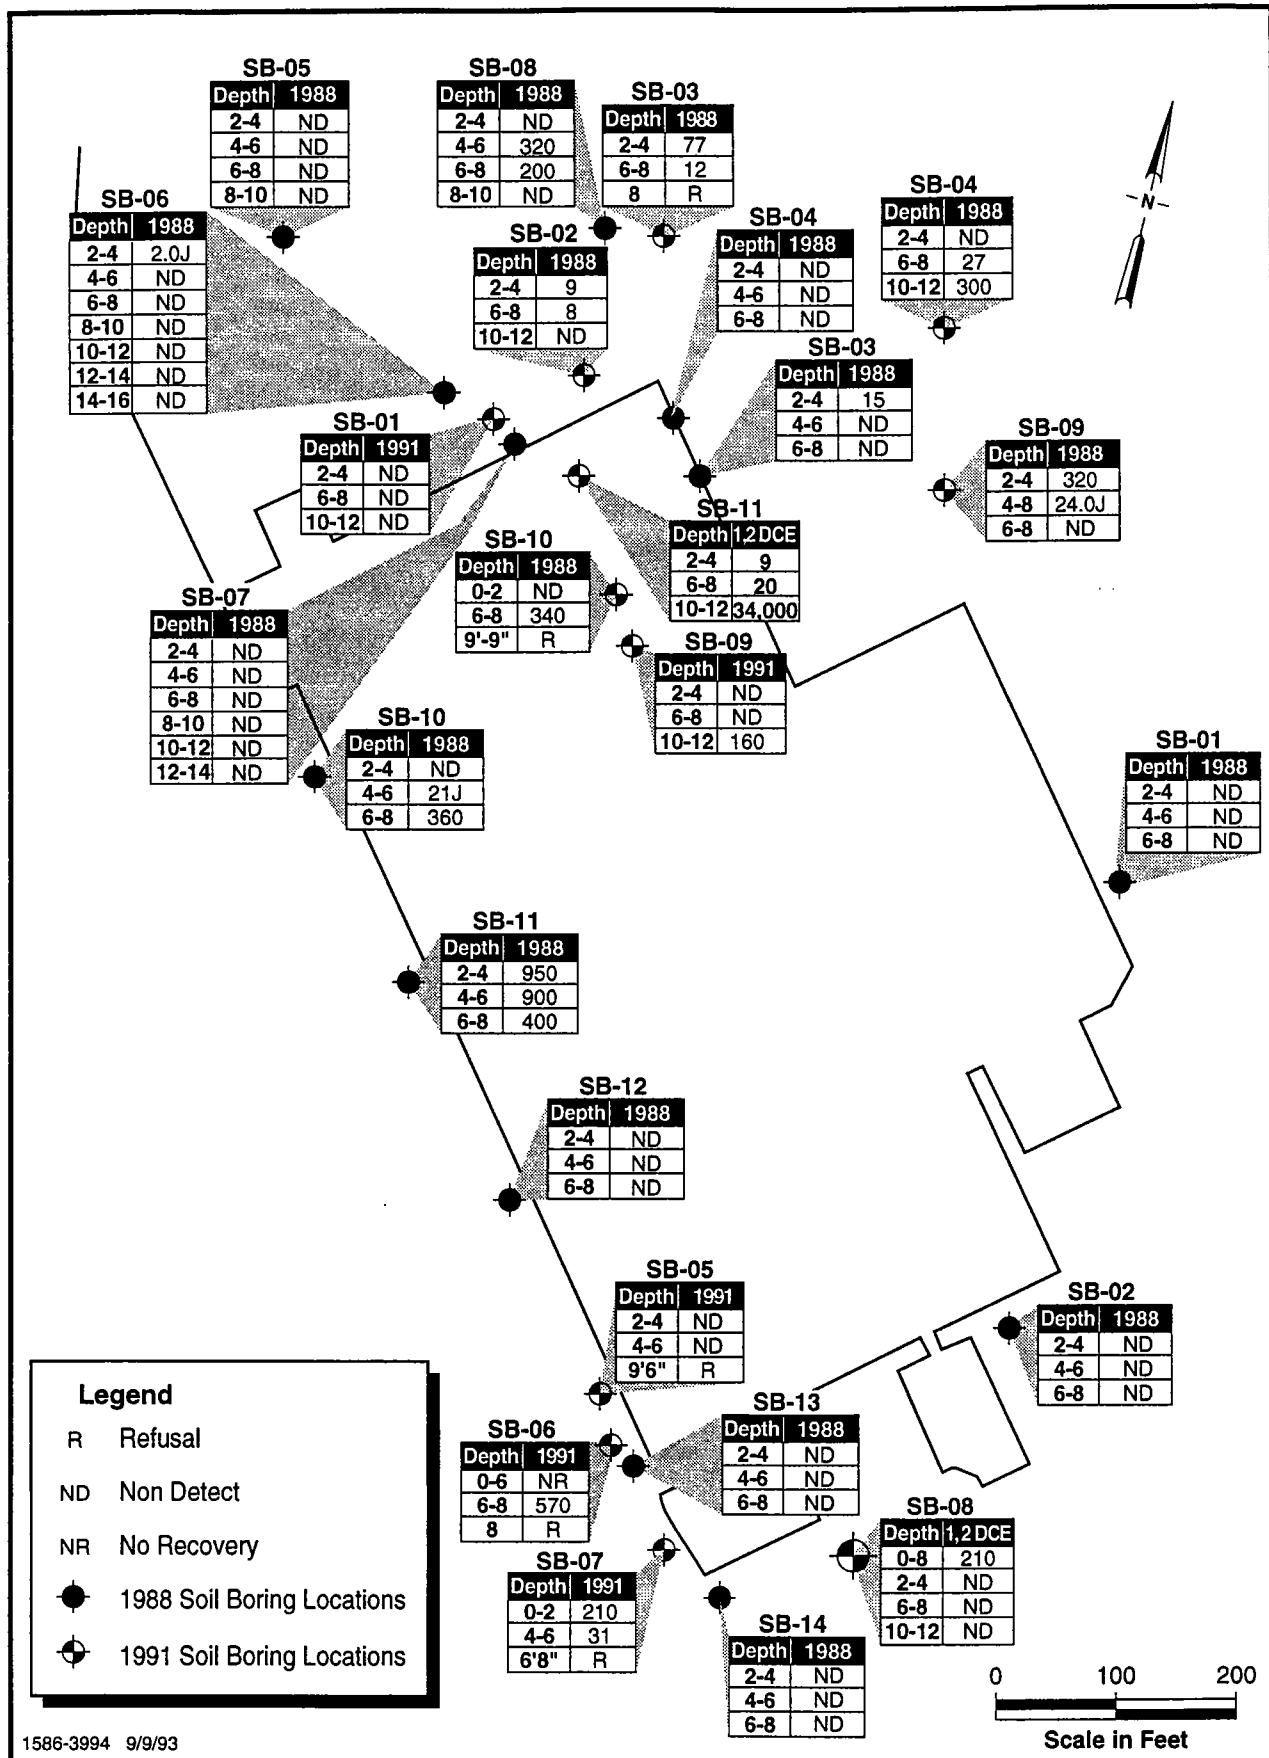 SB-05
Depth 1988
2-4 ND
4-6 ND
6-8 ND
8-10 ND
SB-08
Depth 1988
2-4 ND
4-6 320
6-8 200
8-10 ND
SB-03
Depth 1988
2-4 77
6-8 12
8 R
SB-04
Depth 1988
2-4 ND
6-8 27
10-12 300
N
SB-06
Depth 1988
2-4 2.0J
4-6 ND
6-8 ND
8-10 ND
10-12 ND
12-14 ND
14-16 ND
SB-02
Depth 1988
2-4 9
6-8 8
10-12 ND
SB-04
Depth 1988
2-4 ND
4-6 ND
6-8 ND
SB-03
Depth 1988
2-4 15
4-6 ND
6-8 ND
SB-01
Depth 1991
2-4 ND
6-8 ND
10-12 ND
SB-09
Depth 1988
2-4 320
4-8 24.0J
6-8 ND
SB-11
Depth 1,2 DCE
2-4 9
6-8 20
10-12 34,000
SB-10
Depth 1988
0-2 ND
6-8 340
9'-9" R
SB-07
Depth 1988
2-4 ND
4-6 ND
6-8 ND
8-10 ND
10-12 ND
12-14 ND
SB-09
Depth 1991
2-4 ND
6-8 ND
10-12 160
SB-10
Depth 1988
2-4 ND
4-6 21J
6-8 360
SB-01
Depth 1988
2-4 ND
4-6 ND
6-8 ND
SB-11
Depth 1988
2-4 950
4-6 900
6-8 400
SB-12
Depth 1988
2-4 ND
4-6 ND
6-8 ND
SB-05
Depth 1991
2-4 ND
4-6 ND
9'6" R
SB-02
Depth 1988
2-4 ND
4-6 ND
6-8 ND
SB-13
Depth 1988
2-4 ND
4-6 ND
6-8 ND
SB-06
Depth 1991
0-6 NR
6-8 570
8 R
SB-08
Depth 1,2 DCE
0-8 210
2-4 ND
6-8 ND
10-12 ND
SB-07
Depth 1991
0-2 210
4-6 31
6'8" R
SB-14
Depth 1988
2-4 ND
4-6 ND
6-8 ND
Legend
R Refusal
ND Non Detect
NR No Recovery
1988 Soil Boring Locations
1991 Soil Boring Locations
0 100 200
Scale in Feet
1586-3994 9/9/93